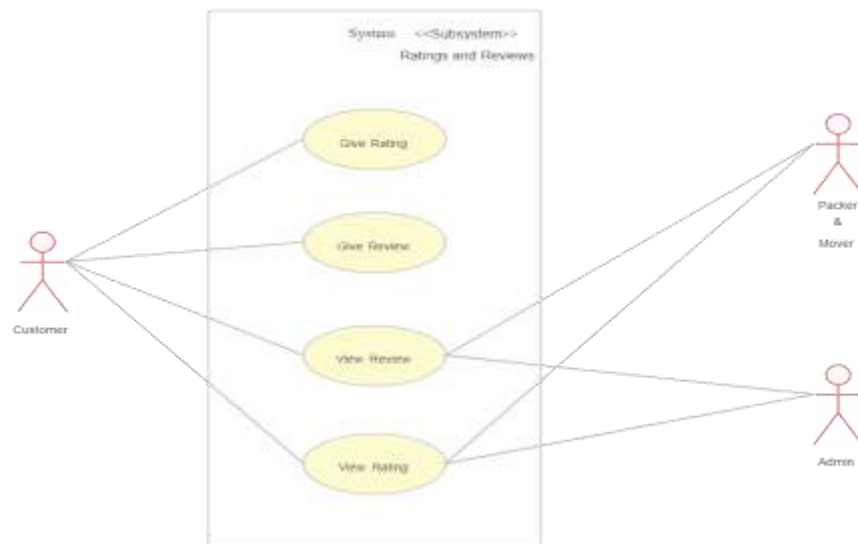 System <<Subsystem>>
Ratings and Reviews
Give Rating
Give Review
View Review
View Rating
Customer
Packer
&
Mover
Admin